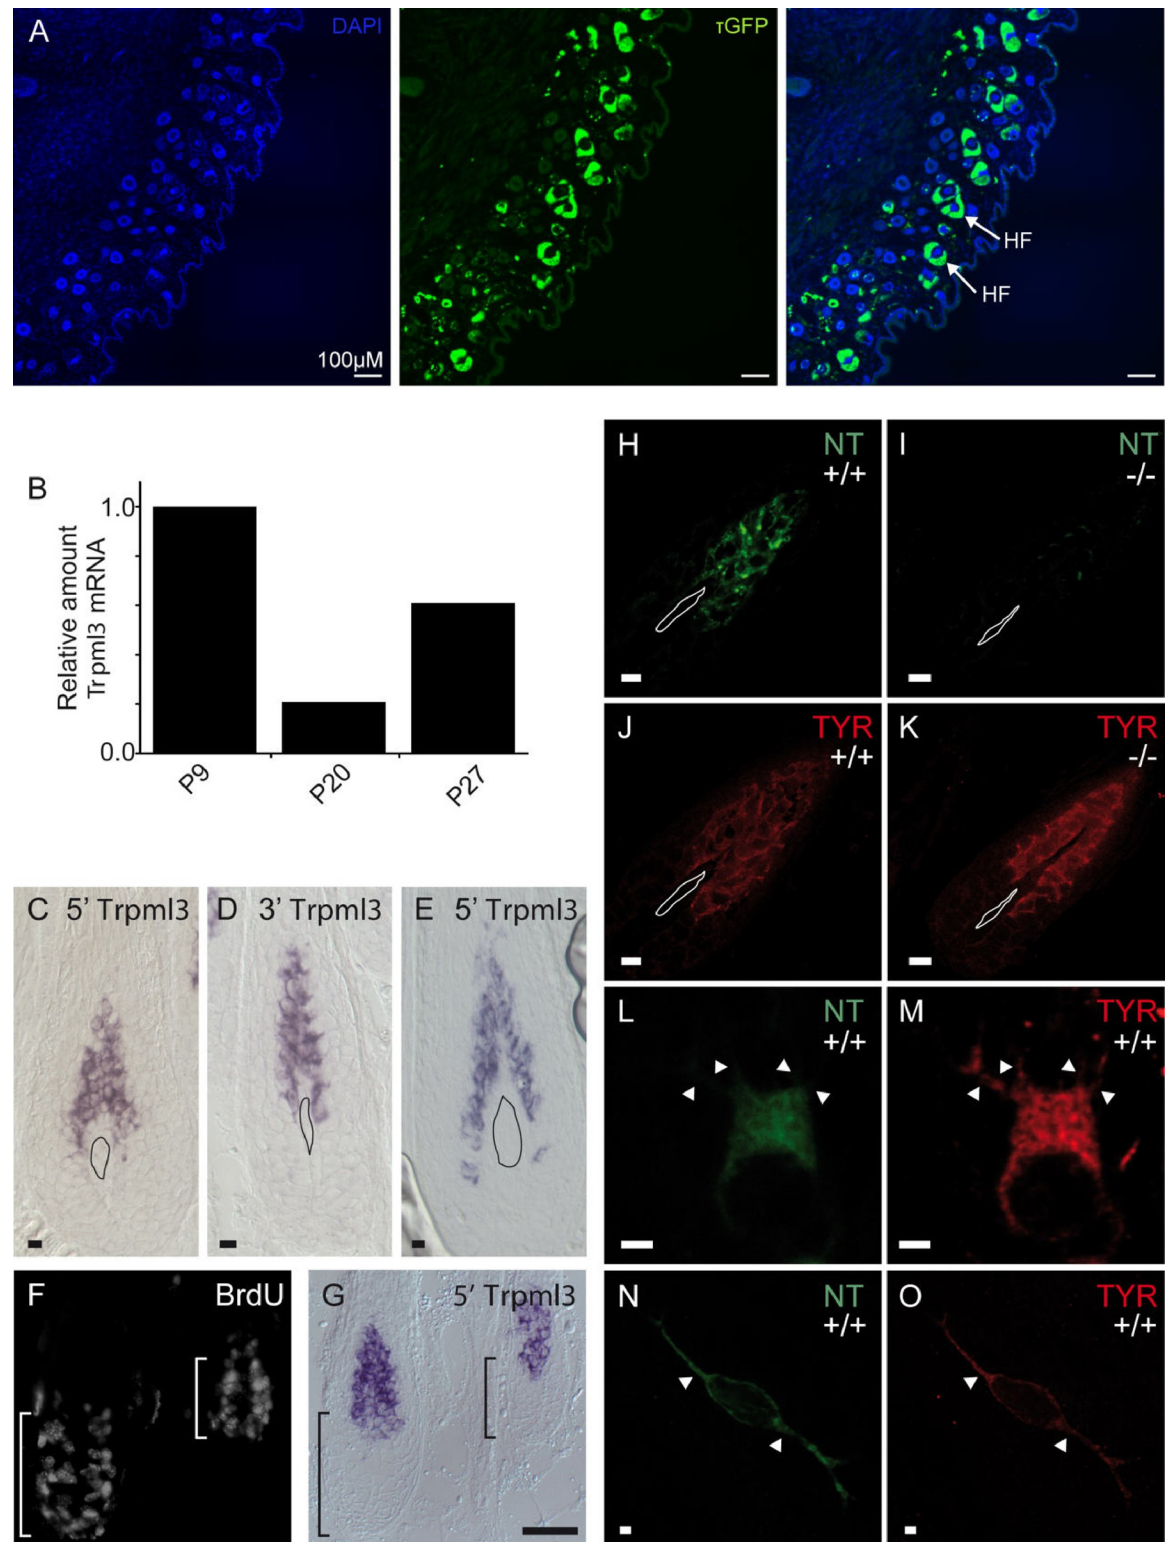 A
DAPI
100µM
τGFP
HF
HF
B
Relative amount
Trpml3 mRNA
1.0
0.0
P9
P20
P27
C 5’ Trpml3
D 3’ Trpml3
E 5’ Trpml3
F BrdU
G 5’ Trpml3
H NT
+/+
I NT
-/-
J TYR
+/+
K TYR
-/-
L NT
+/+
M TYR
+/+
N NT
+/+
O TYR
+/+